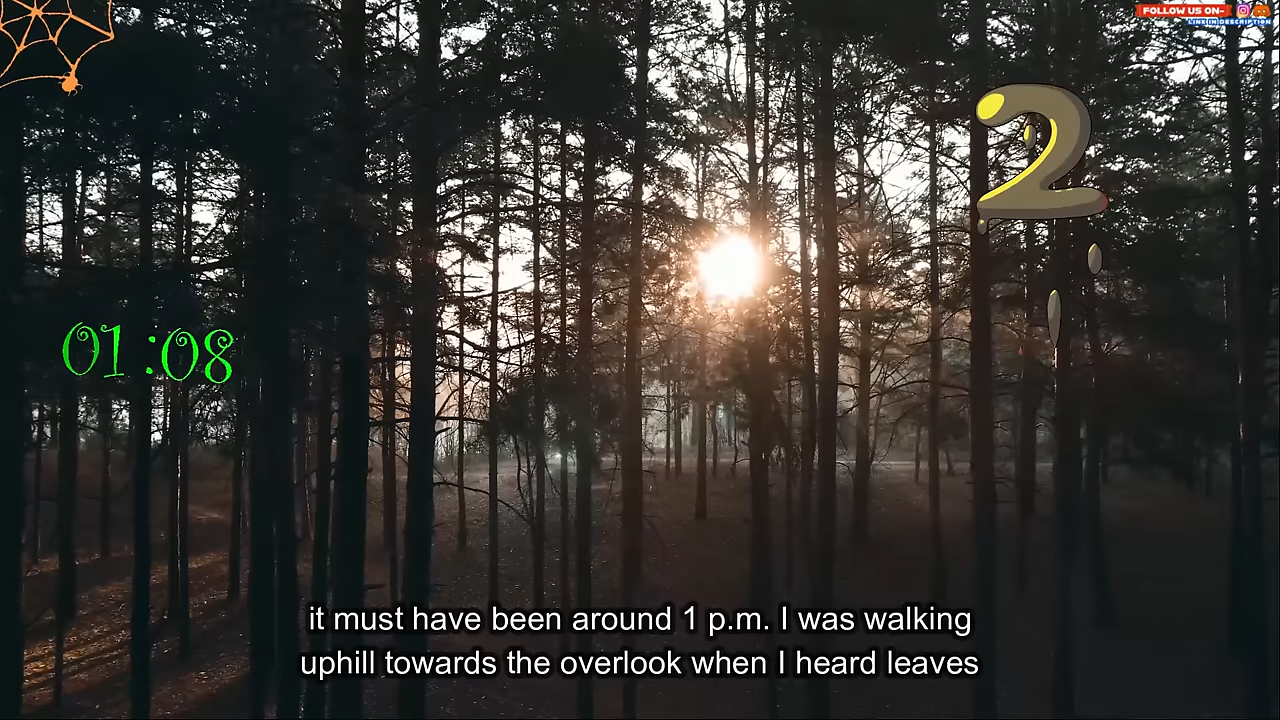 FOLLOW US ON-
LINK IN DESCRIPTION
2
01:08
it must have been around 1 p.m. I was walking
uphill towards the overlook when I heard leaves